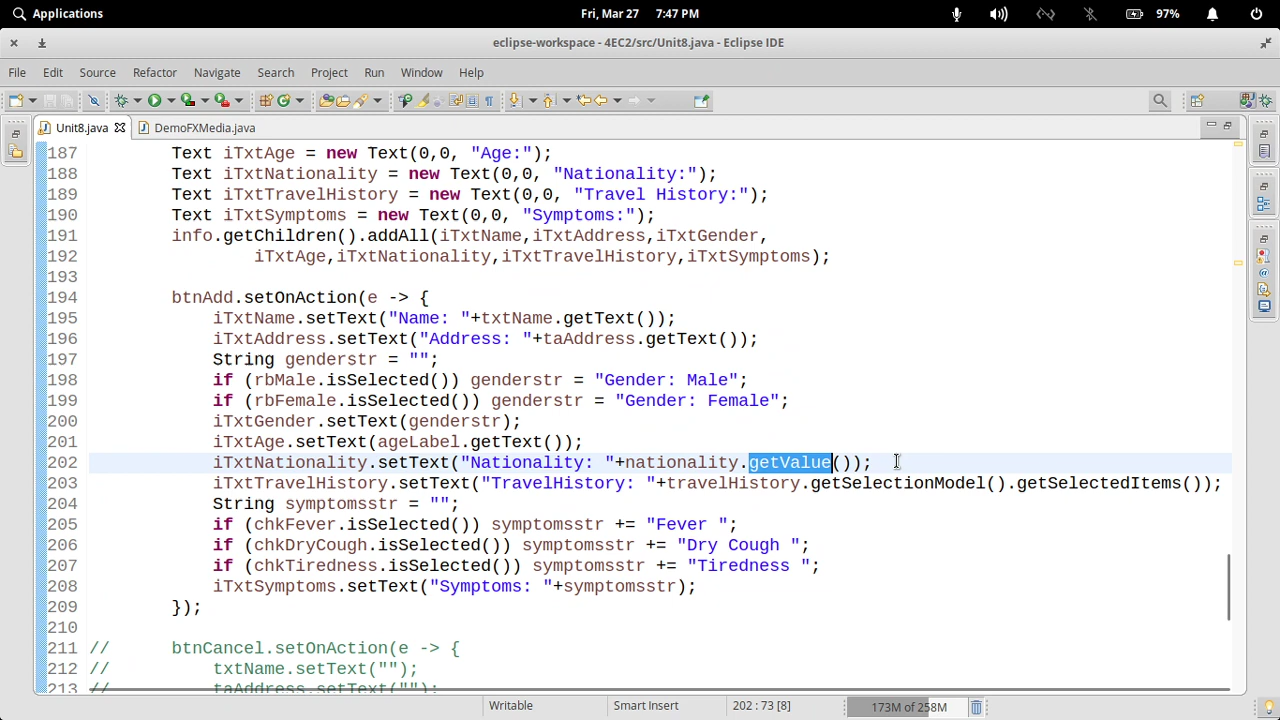 Applications
Fri, Mar 27 7:47 PM
97%
eclipse-workspace - 4EC2/src/Unit8.java - Eclipse IDE
File Edit Source Refactor Navigate Search Project Run Window Help
Unit8.java DemoFXMedia.java
187 Text iTxtAge = new Text(0,0, "Age:");
188 Text iTxtNationality = new Text(0,0, "Nationality:");
189 Text iTxtTravelHistory = new Text(0,0, "Travel History:");
190 Text iTxtSymptoms = new Text(0,0, "Symptoms:");
191 info.getChildren().addAll(iTxtName,iTxtAddress,iTxtGender,
192 iTxtAge,iTxtNationality,iTxtTravelHistory,iTxtSymptoms);
193
194 btnAdd.setOnAction(e -> {
195 iTxtName.setText("Name: "+txtName.getText());
196 iTxtAddress.setText("Address: "+taAddress.getText());
197 String genderstr = "";
198 if (rbMale.isSelected()) genderstr = "Gender: Male";
199 if (rbFemale.isSelected()) genderstr = "Gender: Female";
200 iTxtGender.setText(genderstr);
201 iTxtAge.setText(ageLabel.getText());
202 iTxtNationality.setText("Nationality: "+nationality.getValue());
203 iTxtTravelHistory.setText("TravelHistory: "+travelHistory.getSelectionModel().getSelectedItems());
204 String symptomsstr = "";
205 if (chkFever.isSelected()) symptomsstr += "Fever ";
206 if (chkDryCough.isSelected()) symptomsstr += "Dry Cough ";
207 if (chkTiredness.isSelected()) symptomsstr += "Tiredness ";
208 iTxtSymptoms.setText("Symptoms: "+symptomsstr);
209 });
210
211 // btnCancel.setOnAction(e -> {
212 // txtName.setText("");
213 // taAddress.setText("");
Writable Smart Insert 202 : 73 [8] 173M of 258M